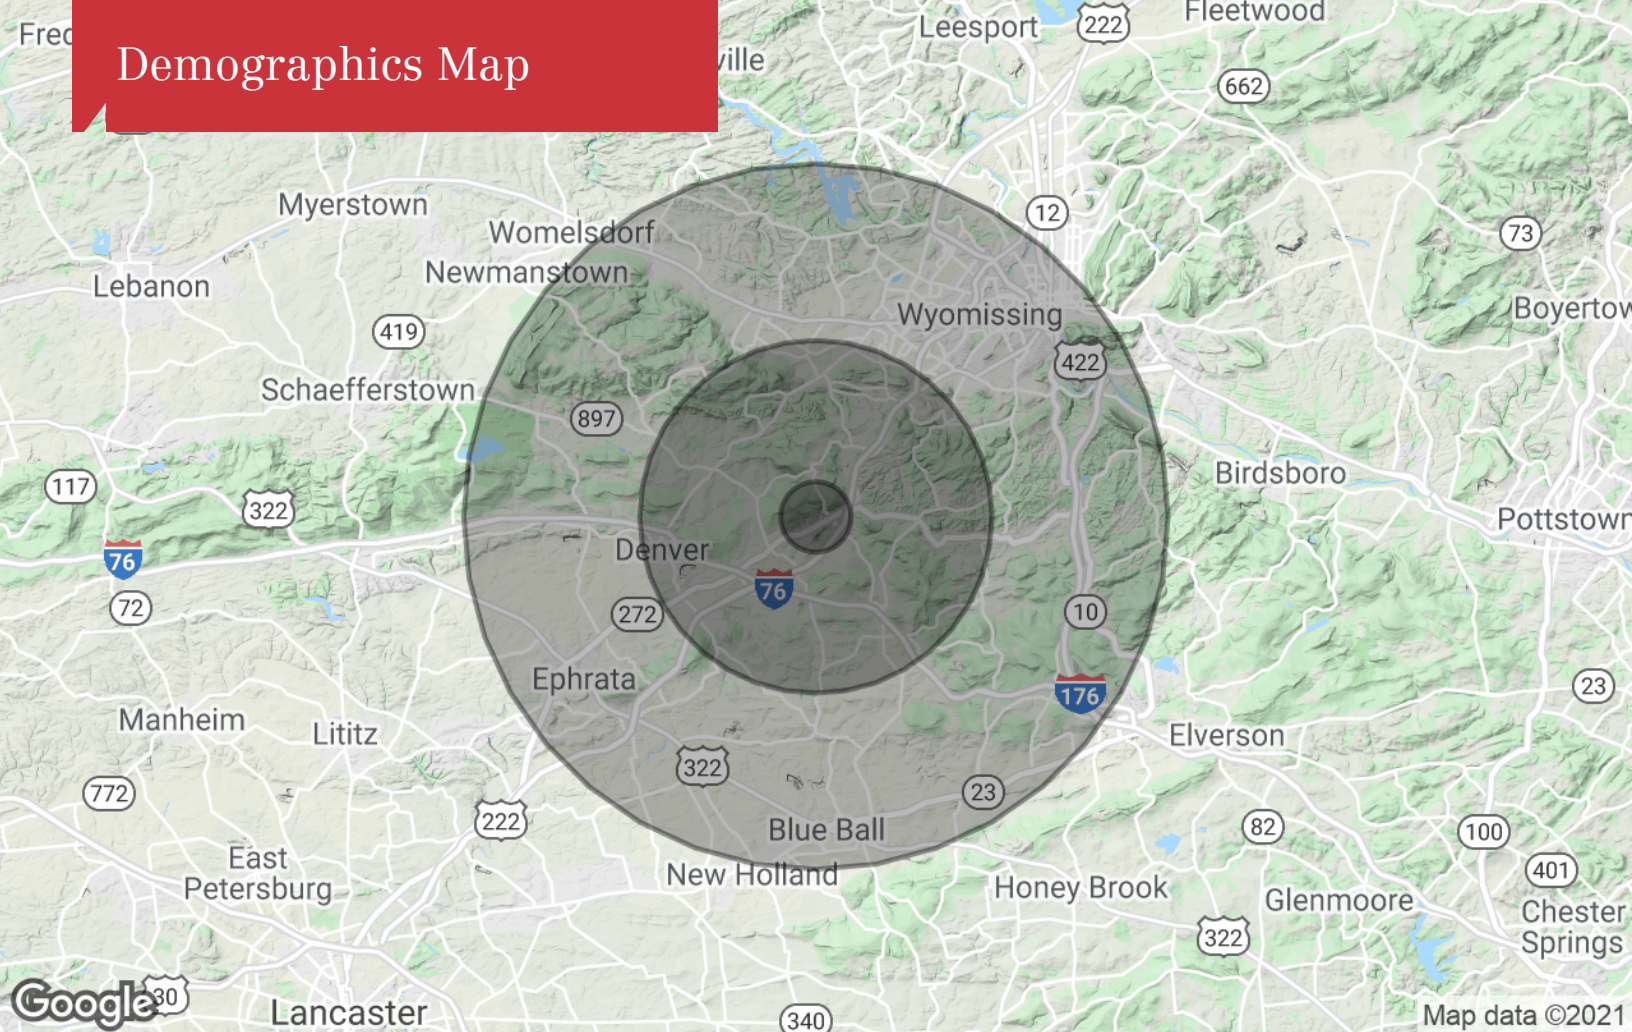 Leesport
222
Fleetwood
Demographics Map
ville
662
Myerstown
12
Womelsdorf
73
Newmanstown
Lebanon
Wyomissing
Boyertow
419
422
Schaefferstown
897
Birdsboro
117
322
Pottstown
Denver
76
76
72
272
10
Ephrata
23
176
Manheim
Lititz
Elverson
322
772
23
222
Blue Ball
82
100
East
Petersburg
New Holland
Honey Brook
401
Glenmoore
Chester
Springs
322
Google
30
Lancaster
340
Map data ©2021